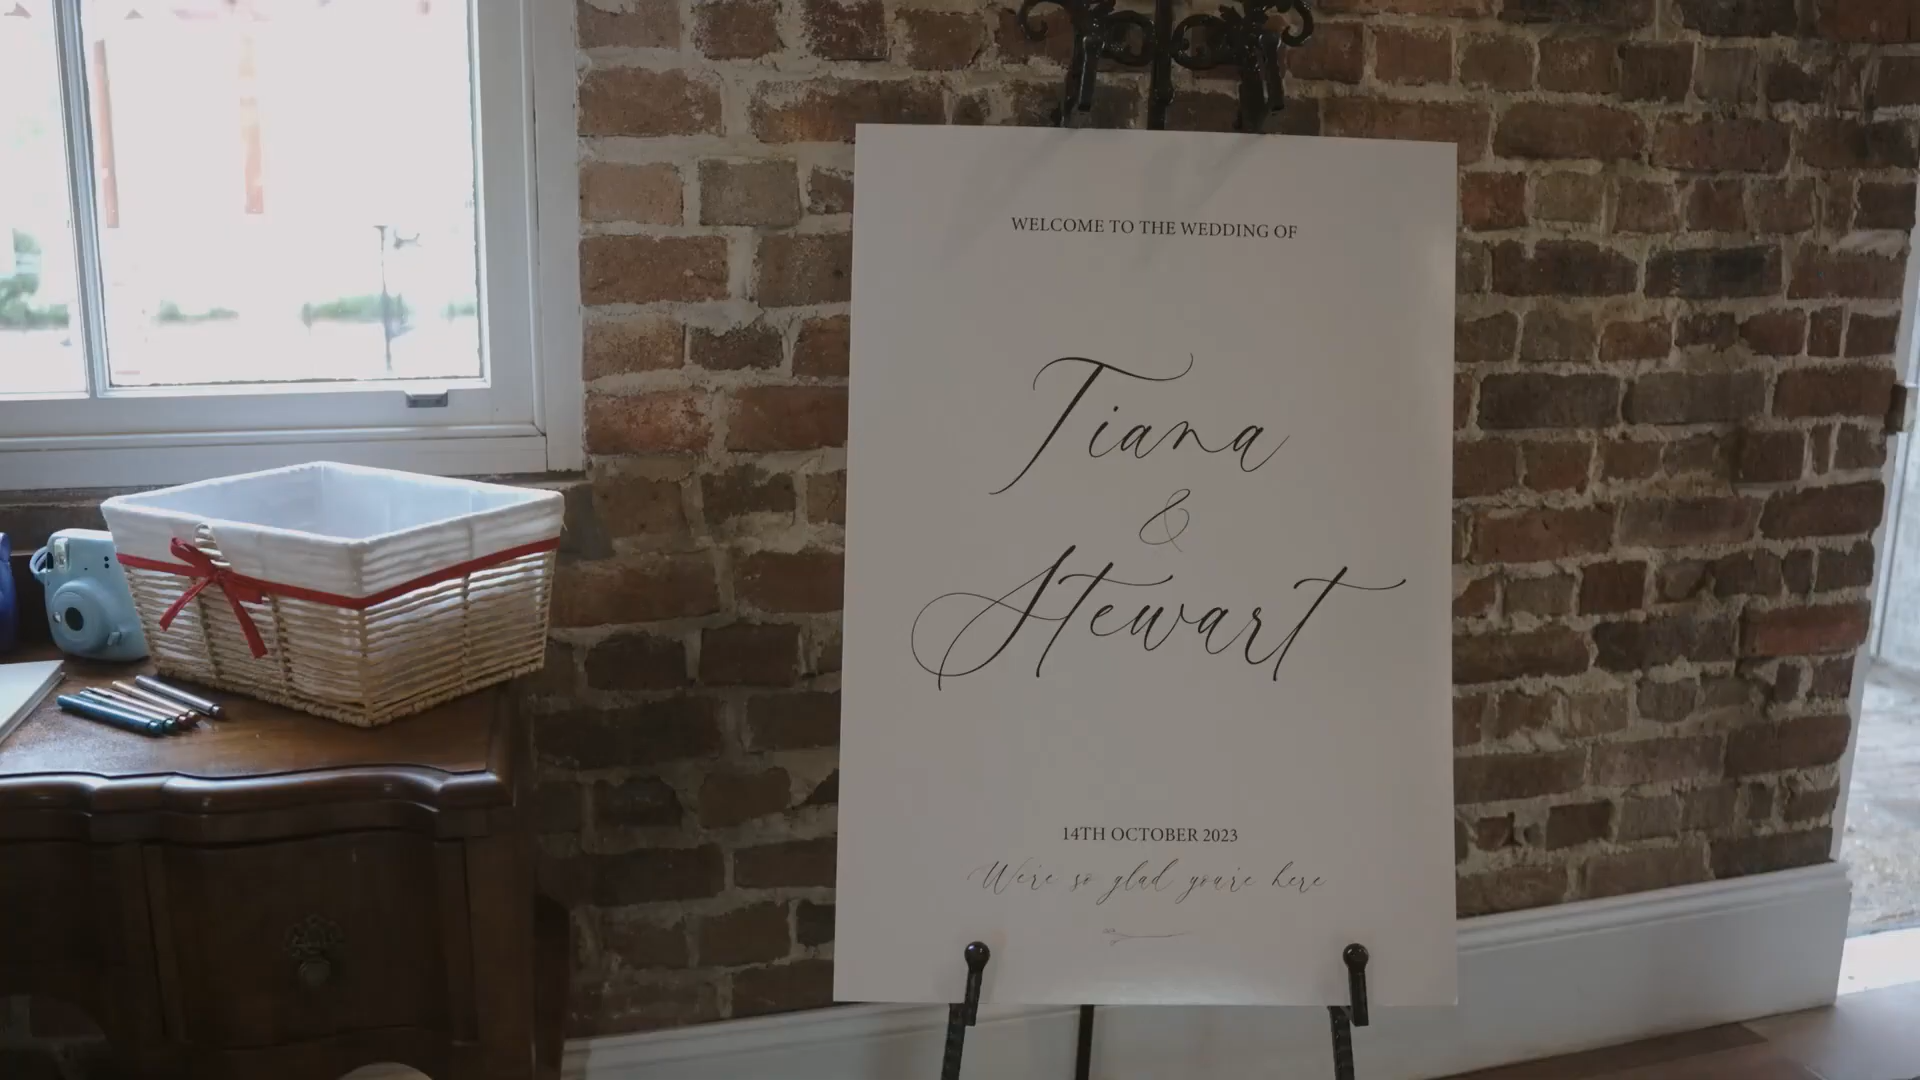 WELCOME TO THE WEDDING OF
Tiana
&
Stewart
14TH OCTOBER 2023
We're so glad you're here